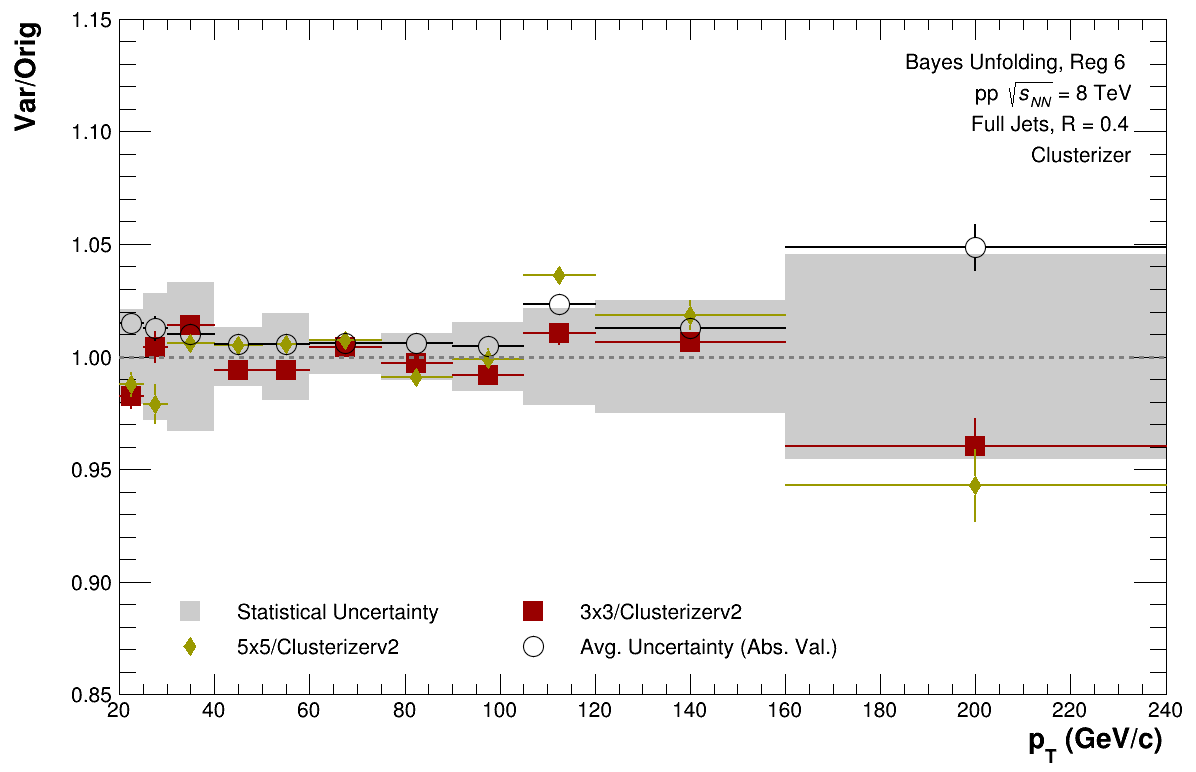 Var/Orig
1.15
1.10
1.05
1.00
0.95
0.90
0.85
Bayes Unfolding, Reg 6
pp √sNN = 8 TeV
Full Jets, R = 0.4
Clusterizer
Statistical Uncertainty
3x3/Clusterizerv2
5x5/Clusterizerv2
Avg. Uncertainty (Abs. Val.)
20 40 60 80 100 120 140 160 180 200 220 240
pT (GeV/c)